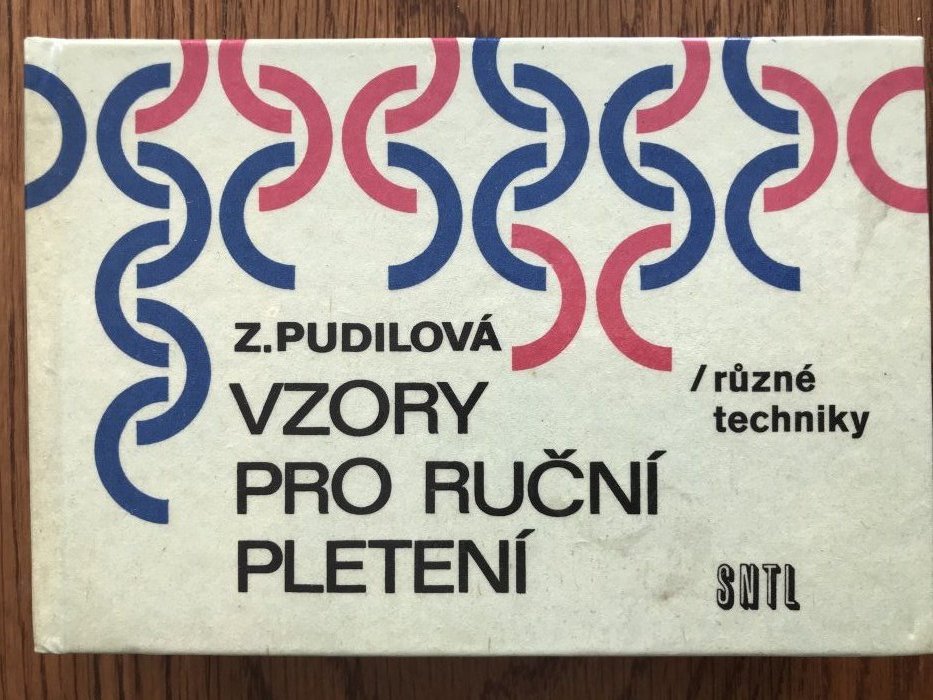 Z.PUDILOVÁ
VZORY
PRO RUČNÍ
PLETENÍ
/různé
techniky
SNTL